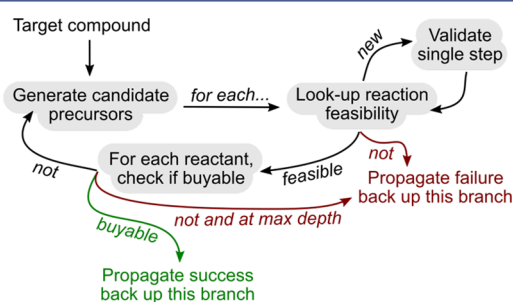 Target compound
Generate candidate
precursors
for each...
Look-up reaction
feasibility
new
Validate
single step
not
Propagate failure
back up this branch
feasible
For each reactant,
check if buyable
not
not and at max depth
buyable
Propagate success
back up this branch